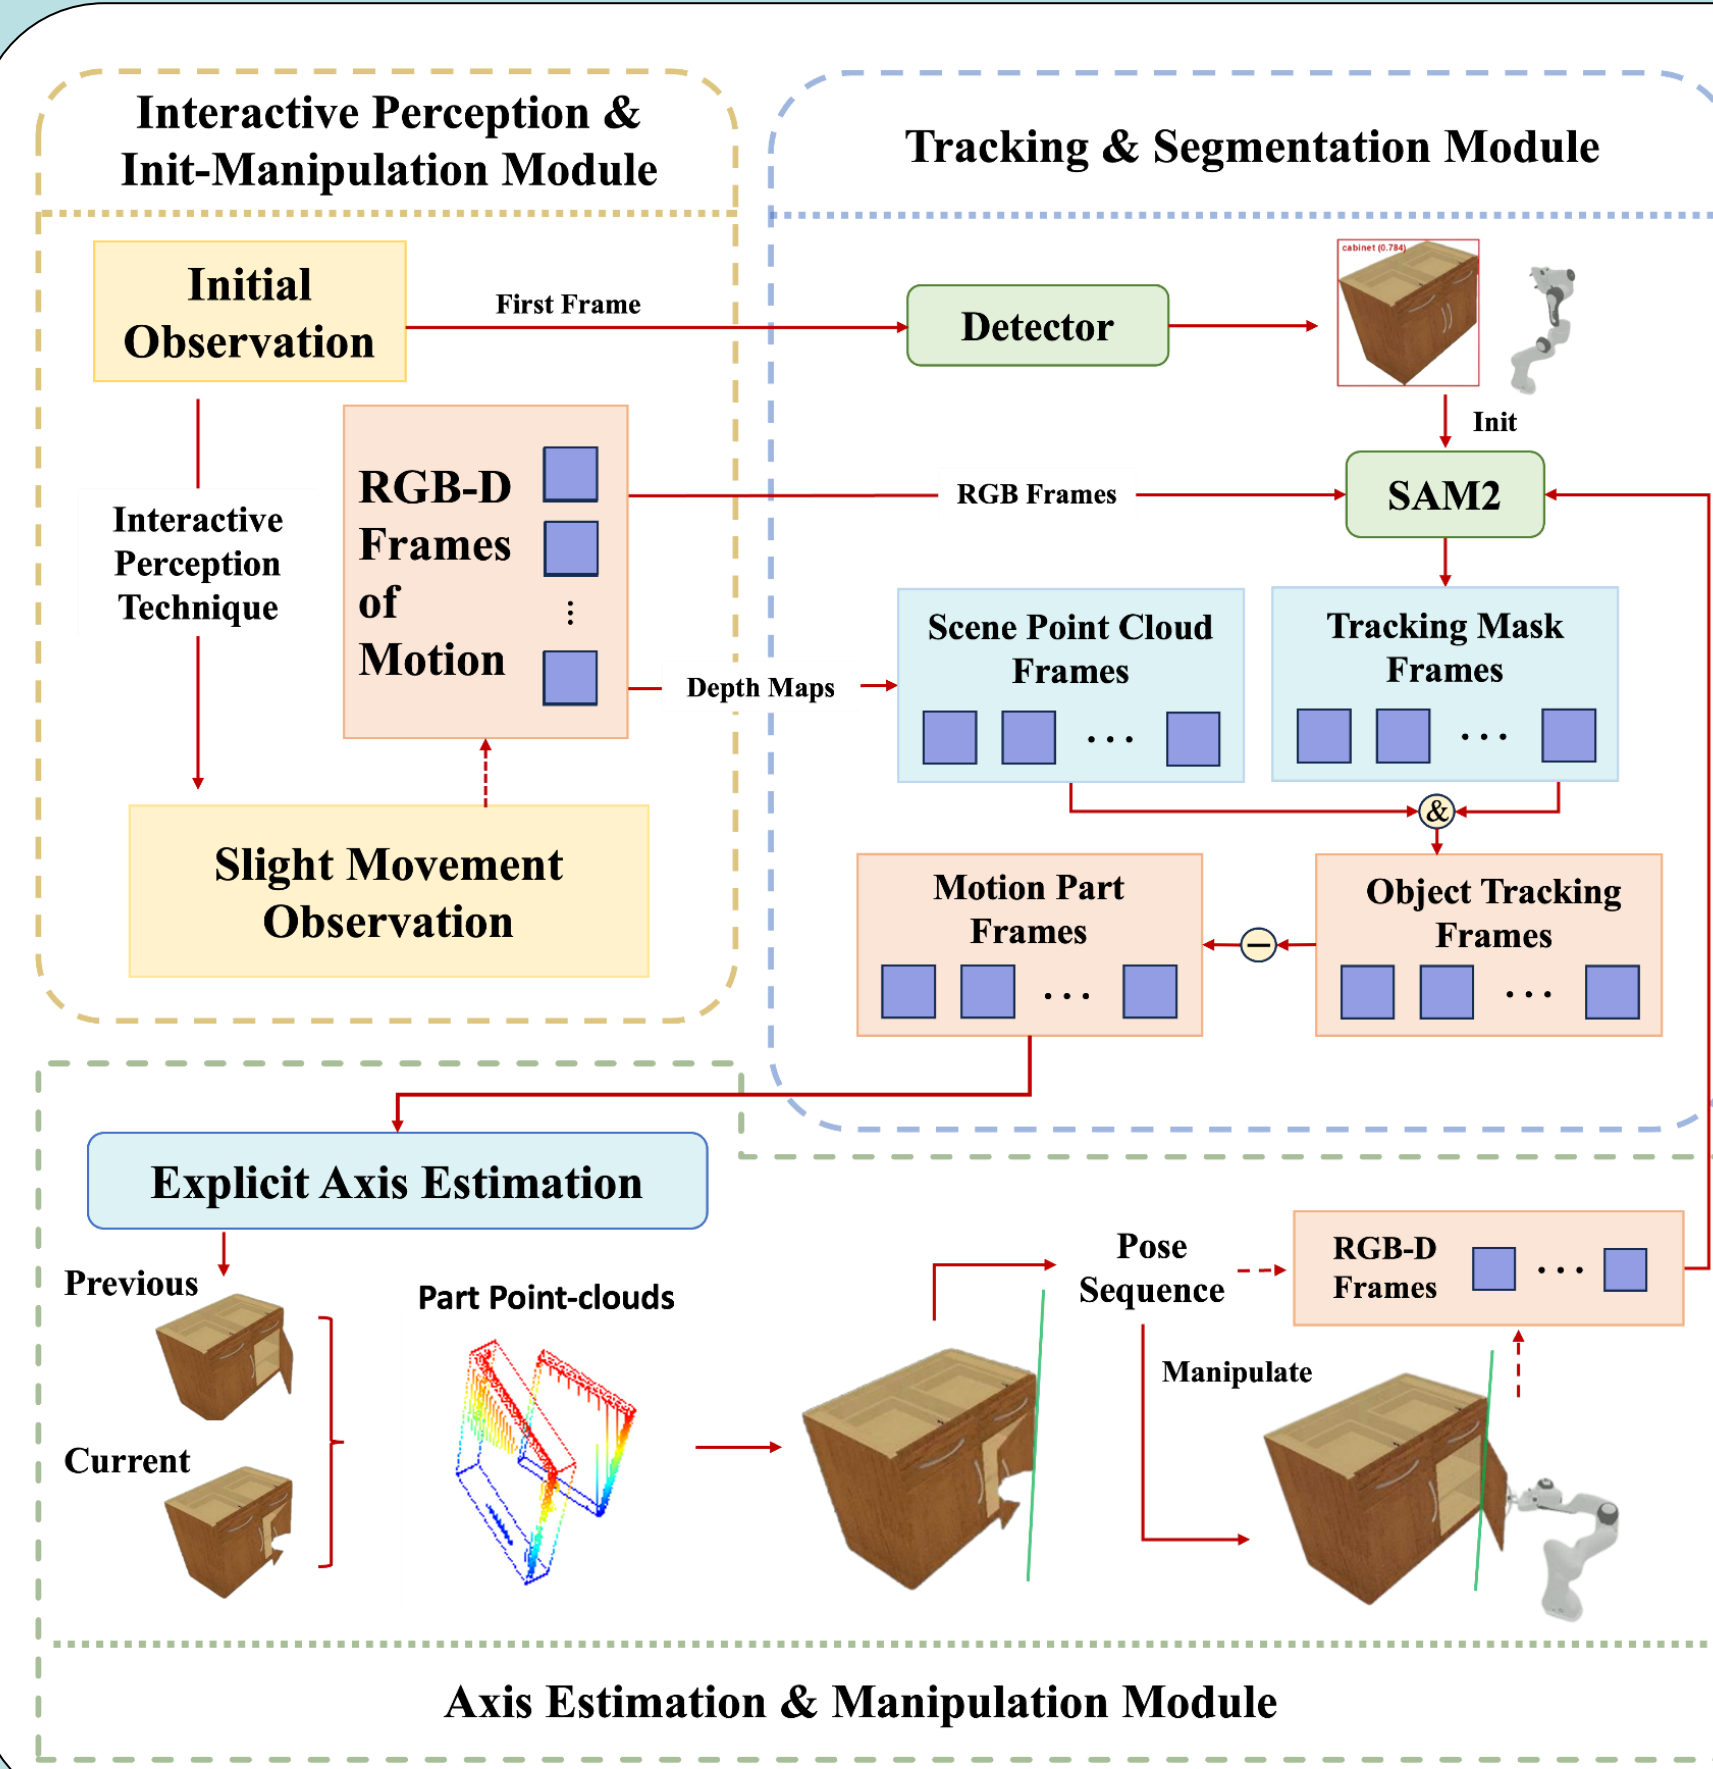 Interactive Perception &
Init-Manipulation Module
Initial
Observation
First Frame
Interactive
Perception
Technique
RGB-D
Frames
of
Motion
Depth Maps
Slight Movement
Observation
Tracking & Segmentation Module
Detector
cabinet (0.784)
Init
RGB Frames
SAM2
Scene Point Cloud
Frames
Tracking Mask
Frames
&
Motion Part
Frames
Object Tracking
Frames
Explicit Axis Estimation
Previous
Current
Part Point-clouds
Pose
Sequence
Manipulate
RGB-D
Frames
Axis Estimation & Manipulation Module